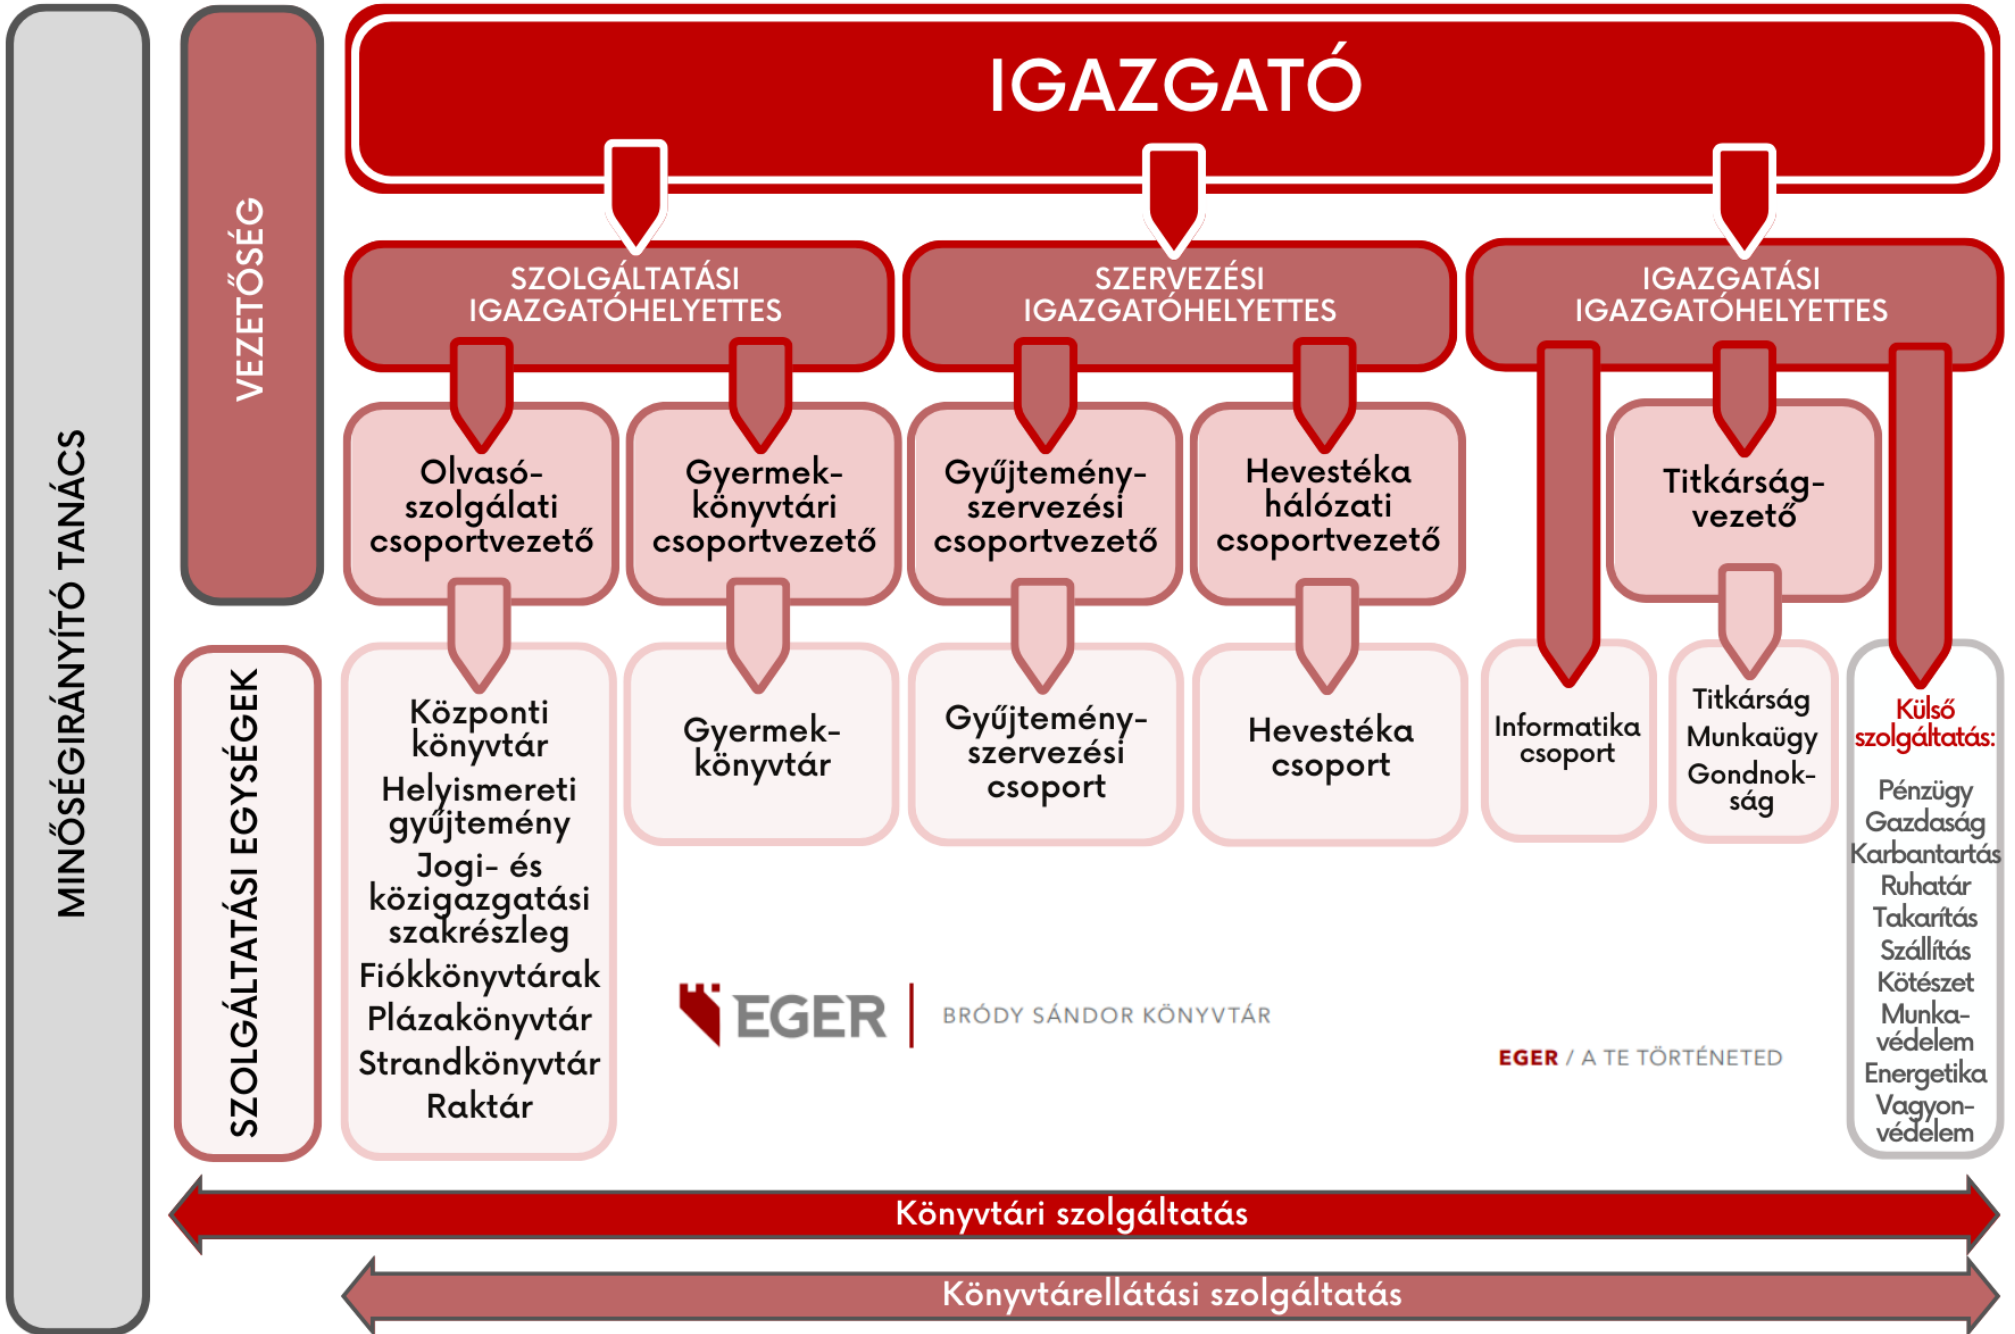 MINŐSÉGIRÁNYÍTÓ TANÁCS
VEZETŐSÉG
IGAZGATÓ
SZOLGÁLTATÁSI
IGAZGATÓHELYETTES
SZERVEZÉSI
IGAZGATÓHELYETTES
IGAZGATÁSI
IGAZGATÓHELYETTES
Olvasó-
szolgálati
csoportvezető
Gyermek-
könyvtári
csoportvezető
Gyűjtemény-
szervezési
csoportvezető
Hevestéka
hálózati
csoportvezető
Titkárság-
vezető
SZOLGÁLTATÁSI EGYSÉGEK
Központi
könyvtár
Helyismereti
gyűjtemény
Jogi- és
közigazgatási
szakrészleg
Fiókkönyvtárak
Plázakönyvtár
Strandkönyvtár
Raktár
Gyermek-
könyvtár
Gyűjtemény-
szervezési
csoport
Hevestéka
csoport
Informatika
csoport
Titkárság
Munkaügy
Gondnok-
ság
Külső
szolgáltatás:
Pénzügy
Gazdaság
Karbantartás
Ruhatár
Takarítás
Szállítás
Kötészet
Munka-
védelem
Energetika
Vagyon-
védelem
EGER
BRÓDY SÁNDOR KÖNYVTÁR
EGER / A TE TÖRTÉNETED
Könyvtári szolgáltatás
Könyvtárellátási szolgáltatás